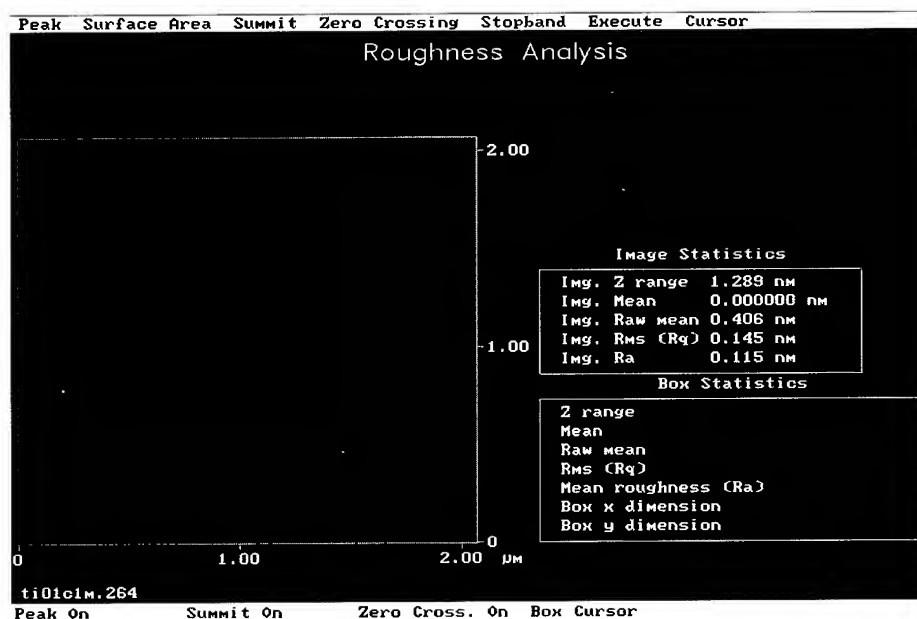 Peak Surface Area Summit Zero Crossing Stopband Execute Cursor
Roughness Analysis
2.00
1.00
0
0 1.00 2.00 µm
Image Statistics
Img. Z range 1.289 nm
Img. Mean 0.000000 nm
Img. Raw mean 0.406 nm
Img. Rms (Rq) 0.145 nm
Img. Ra 0.115 nm
Box Statistics
Z range
Mean
Raw mean
Rms (Rq)
Mean roughness (Ra)
Box x dimension
Box y dimension
ti01c1m.264
Peak On Summit On Zero Cross. On Box Cursor